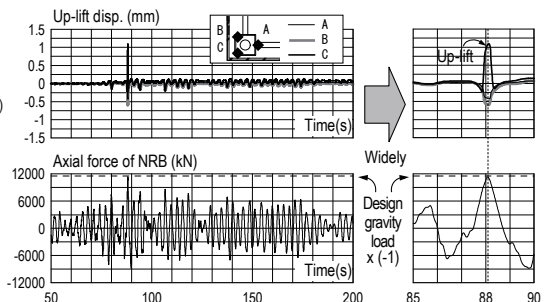 Up-lift disp. (mm)
1.5
1
0.5
0
-0.5
-1
-1.5
)
B
C
A
A
B
C
Time(s)
Up-lift
Widely
Axial force of NRB (kN)
12000
6000
0
-6000
-12000
Time(s)
50
100
150
200
Design
gravity
load
x (-1)
85
88
90